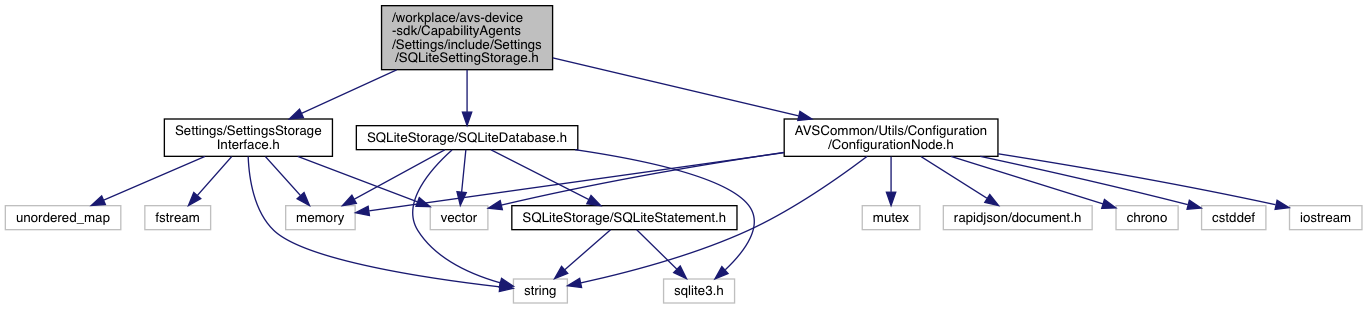 /workplace/avs-device
-sdk/CapabilityAgents
/Settings/include/Settings
/SQLiteSettingStorage.h
Settings/SettingsStorage
Interface.h
SQLiteStorage/SQLiteDatabase.h
AVSCommon/Utils/Configuration
/ConfigurationNode.h
unordered_map
fstream
memory
vector
SQLiteStorage/SQLiteStatement.h
mutex
rapidjson/document.h
chrono
cstddef
iostream
string
sqlite3.h